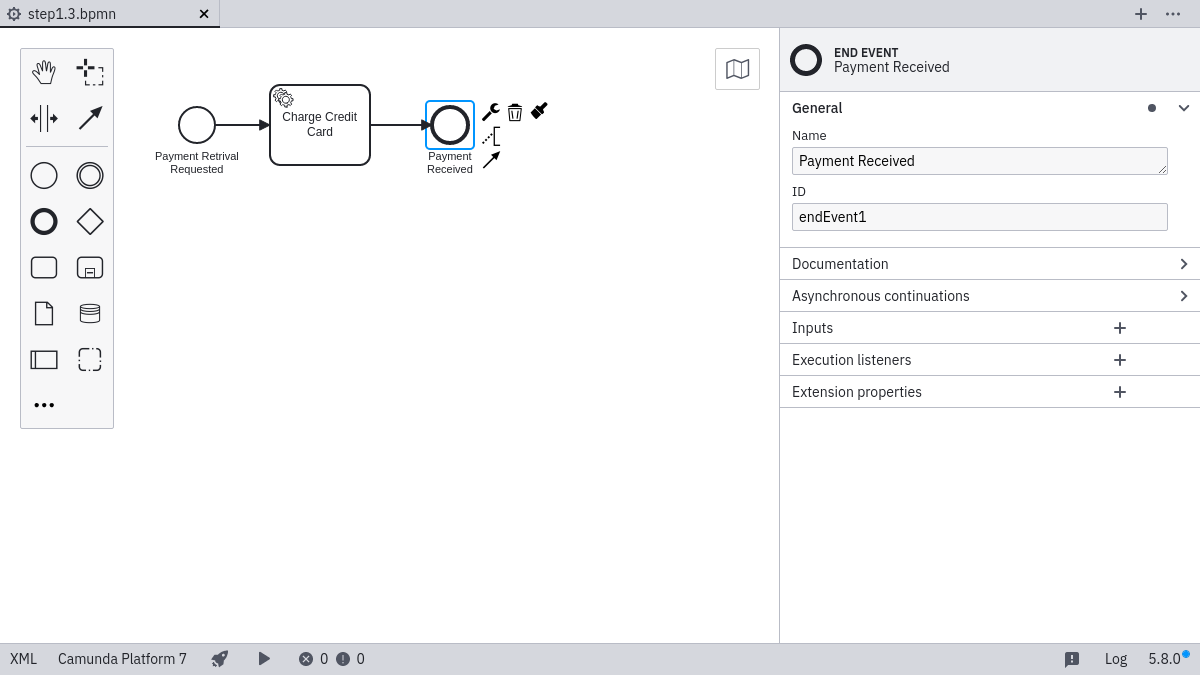 step1.3.bpmn
END EVENT
Payment Received
General
Name
Payment Received
ID
endEvent1
Documentation
Asynchronous continuations
Inputs
Execution listeners
Extension properties
Payment Retrival
Requested
Charge Credit
Card
Payment
Received
XML
Camunda Platform 7
0
0
Log
5.8.0